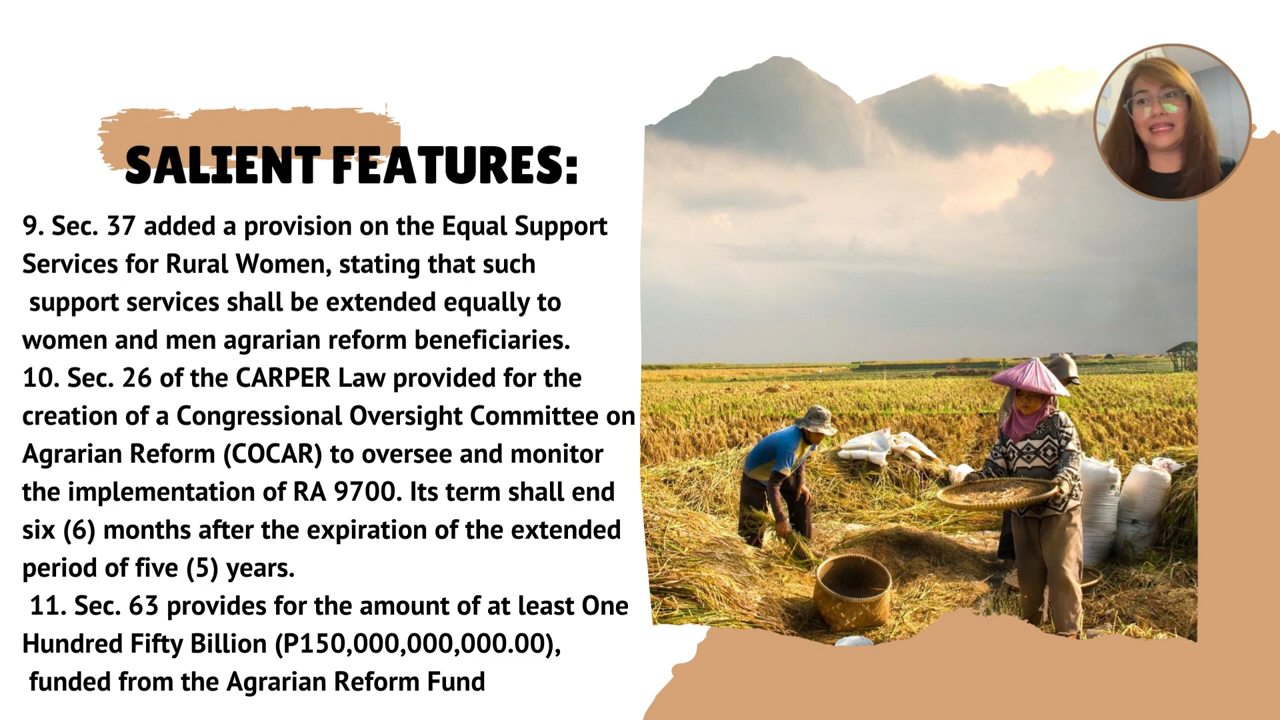 SALIENT FEATURES:
9. Sec. 37 added a provision on the Equal Support
Services for Rural Women, stating that such
support services shall be extended equally to
women and men agrarian reform beneficiaries.
10. Sec. 26 of the CARPER Law provided for the
creation of a Congressional Oversight Committee on
Agrarian Reform (COCAR) to oversee and monitor
the implementation of RA 9700. Its term shall end
six (6) months after the expiration of the extended
period of five (5) years.
11. Sec. 63 provides for the amount of at least One
Hundred Fifty Billion (P150,000,000,000.00),
funded from the Agrarian Reform Fund